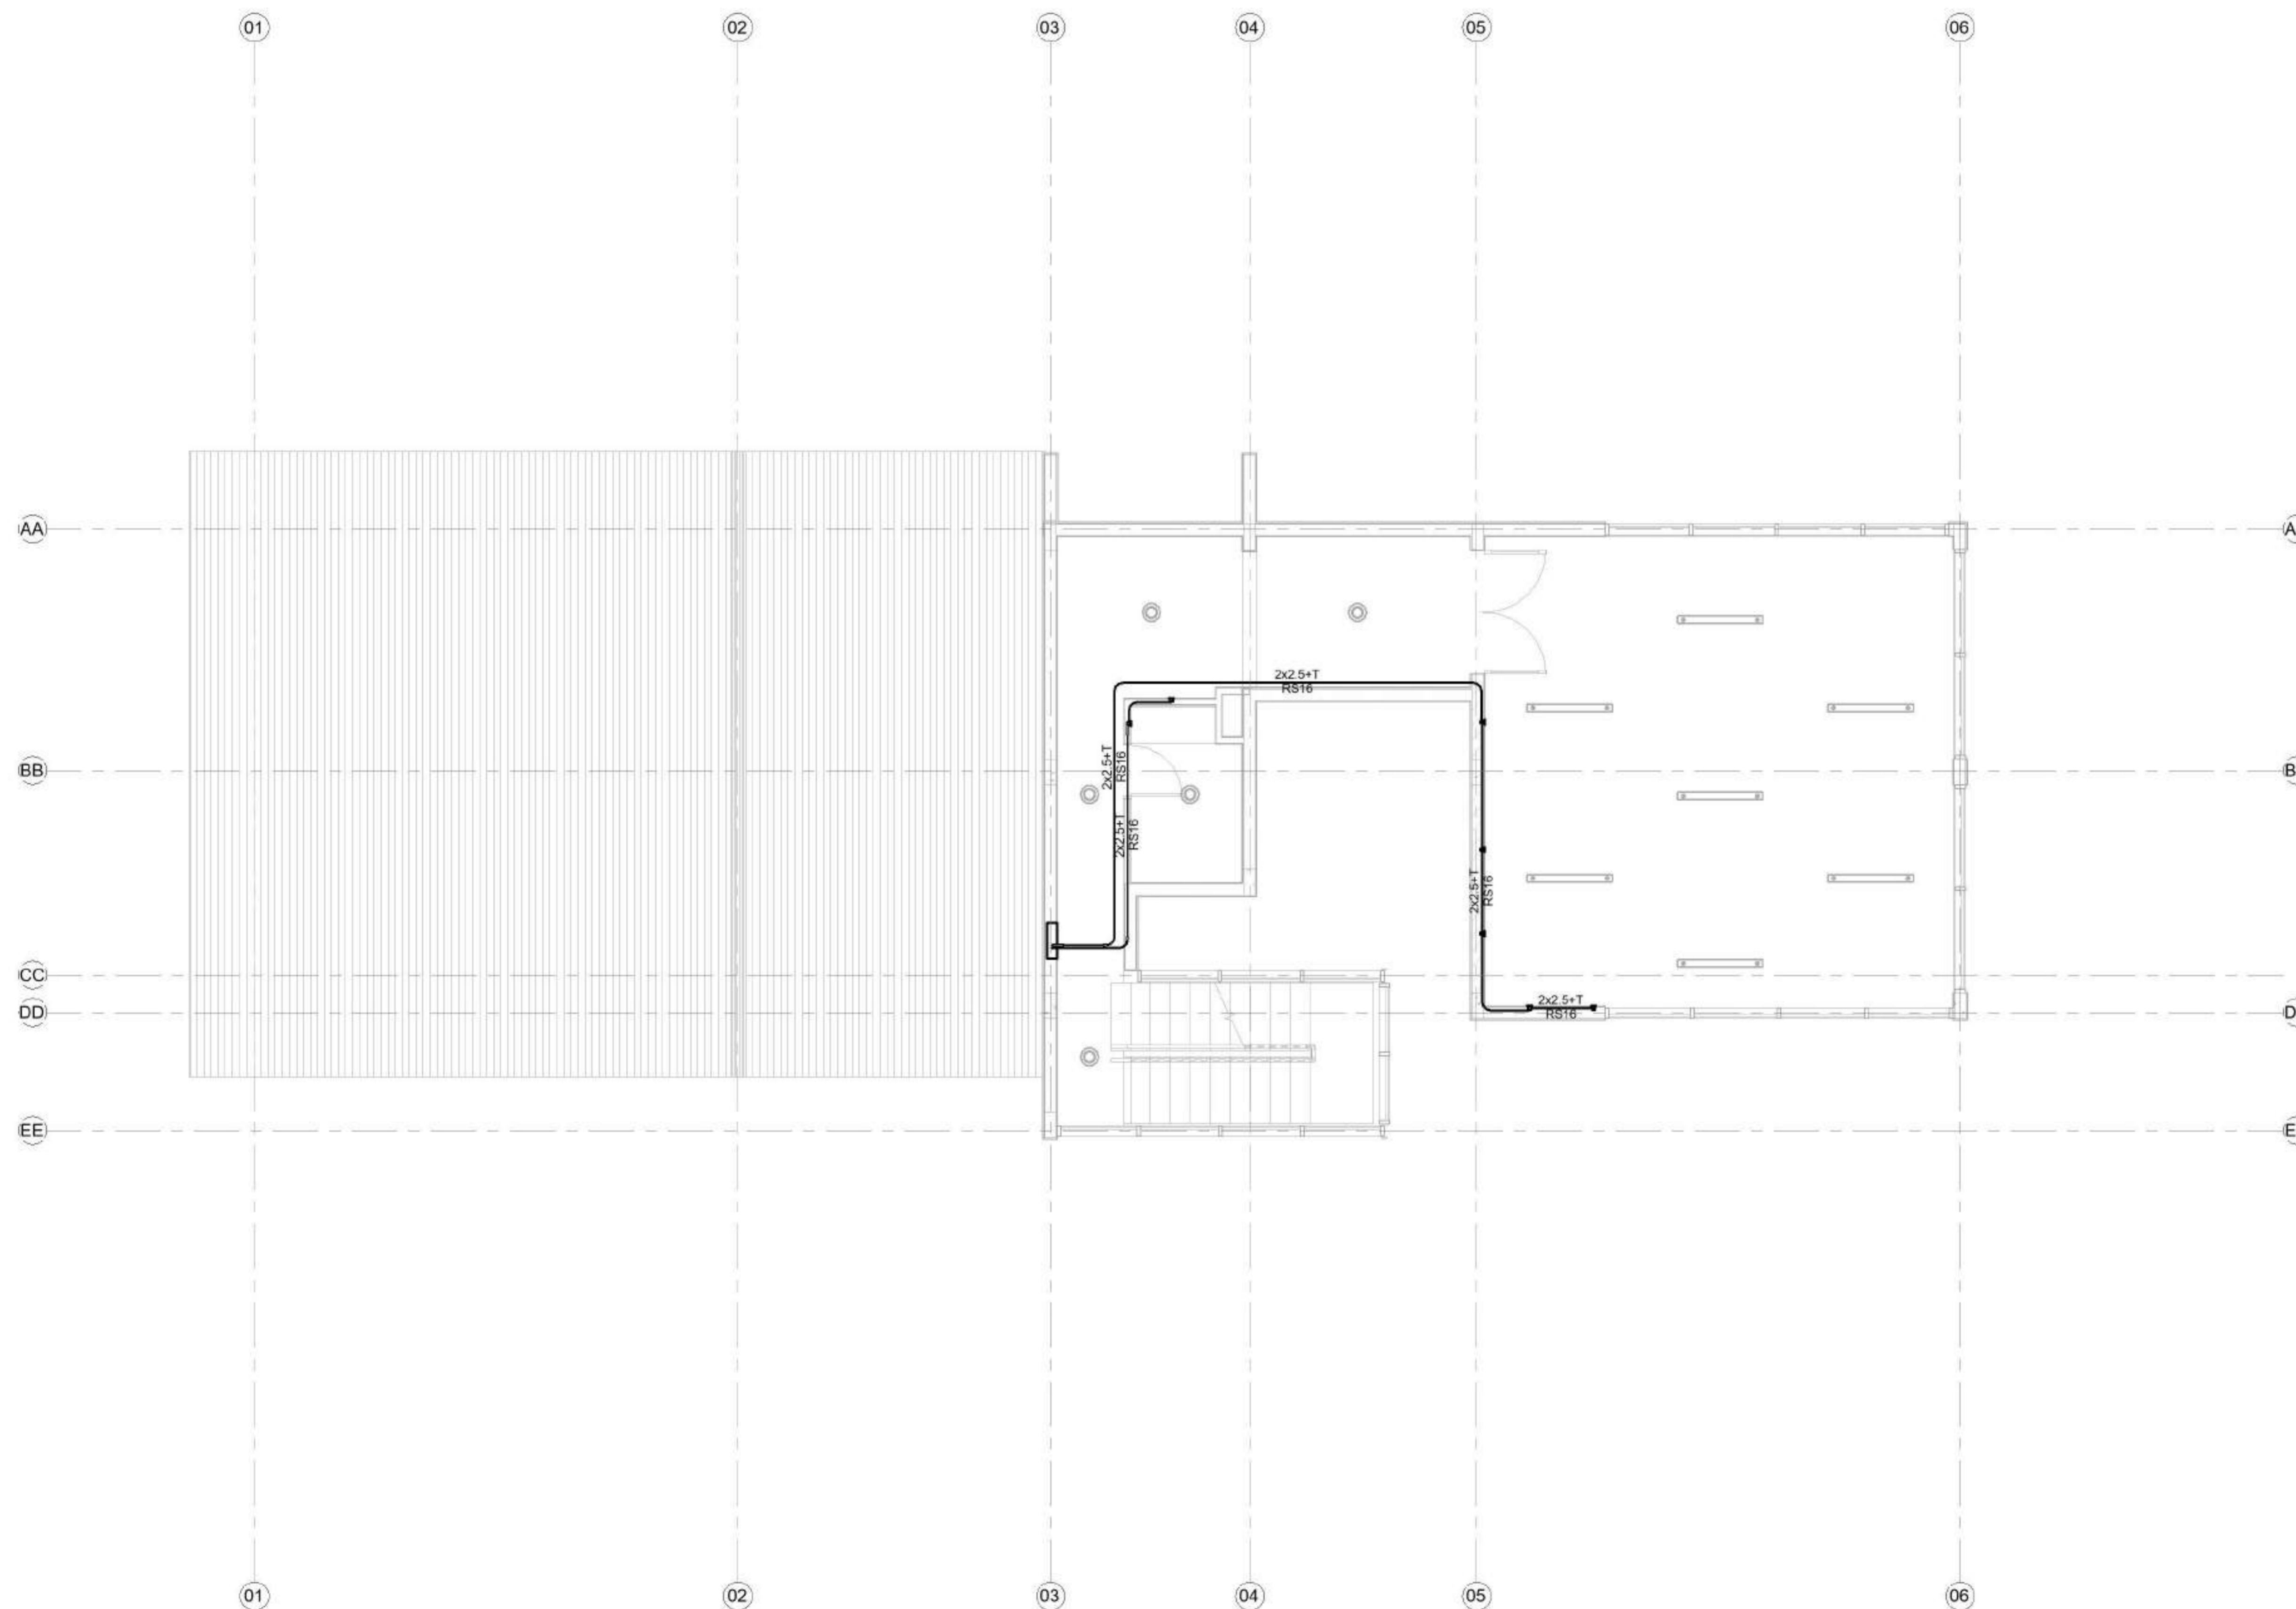 01 02 03 04 05 06
AA A
2x2.5+T
RS16
2x2.5+T
RS16
BB B
2x2.5+T
RS16
2x2.5+T
RS16
CC
2x2.5+T
RS16
DD D
EE E
01 02 03 04 05 06